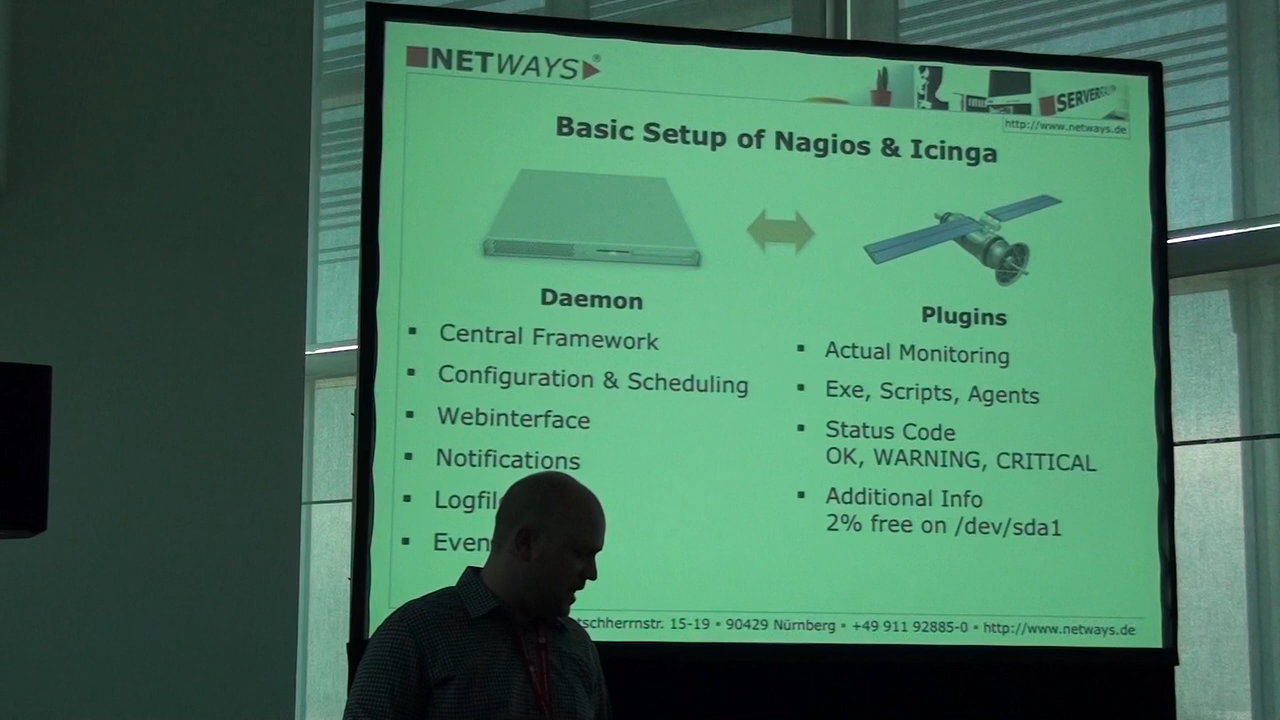 NETWAYS®
SERVER
http://www.netways.de
Basic Setup of Nagios & Icinga
Daemon
Central Framework
Configuration & Scheduling
Webinterface
Notifications
Plugins
Actual Monitoring
Exe, Scripts, Agents
Status Code
OK, WARNING, CRITICAL
Additional Info
2% free on /dev/sda1
15-19 ▪ 90429 Nürnberg ▪ +49 911 92885-0 ▪ http://www.netways.de